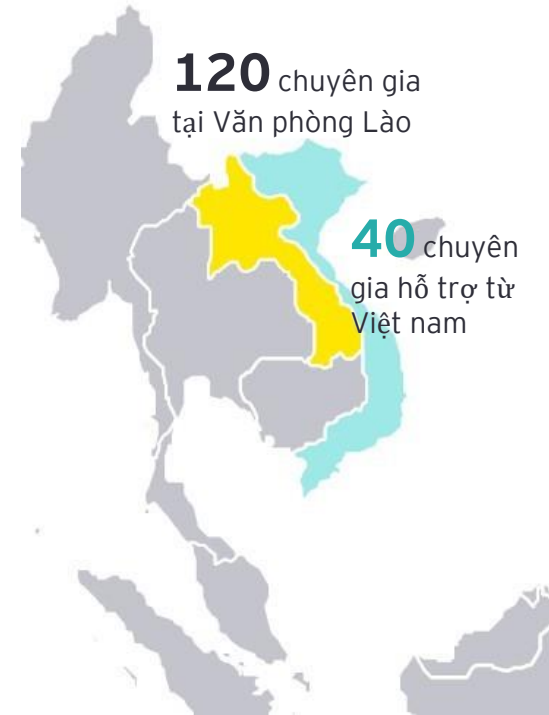 120 chuyên gia
tại Văn phòng Lào
40 chuyên
gia hỗ trợ từ
Việt nam